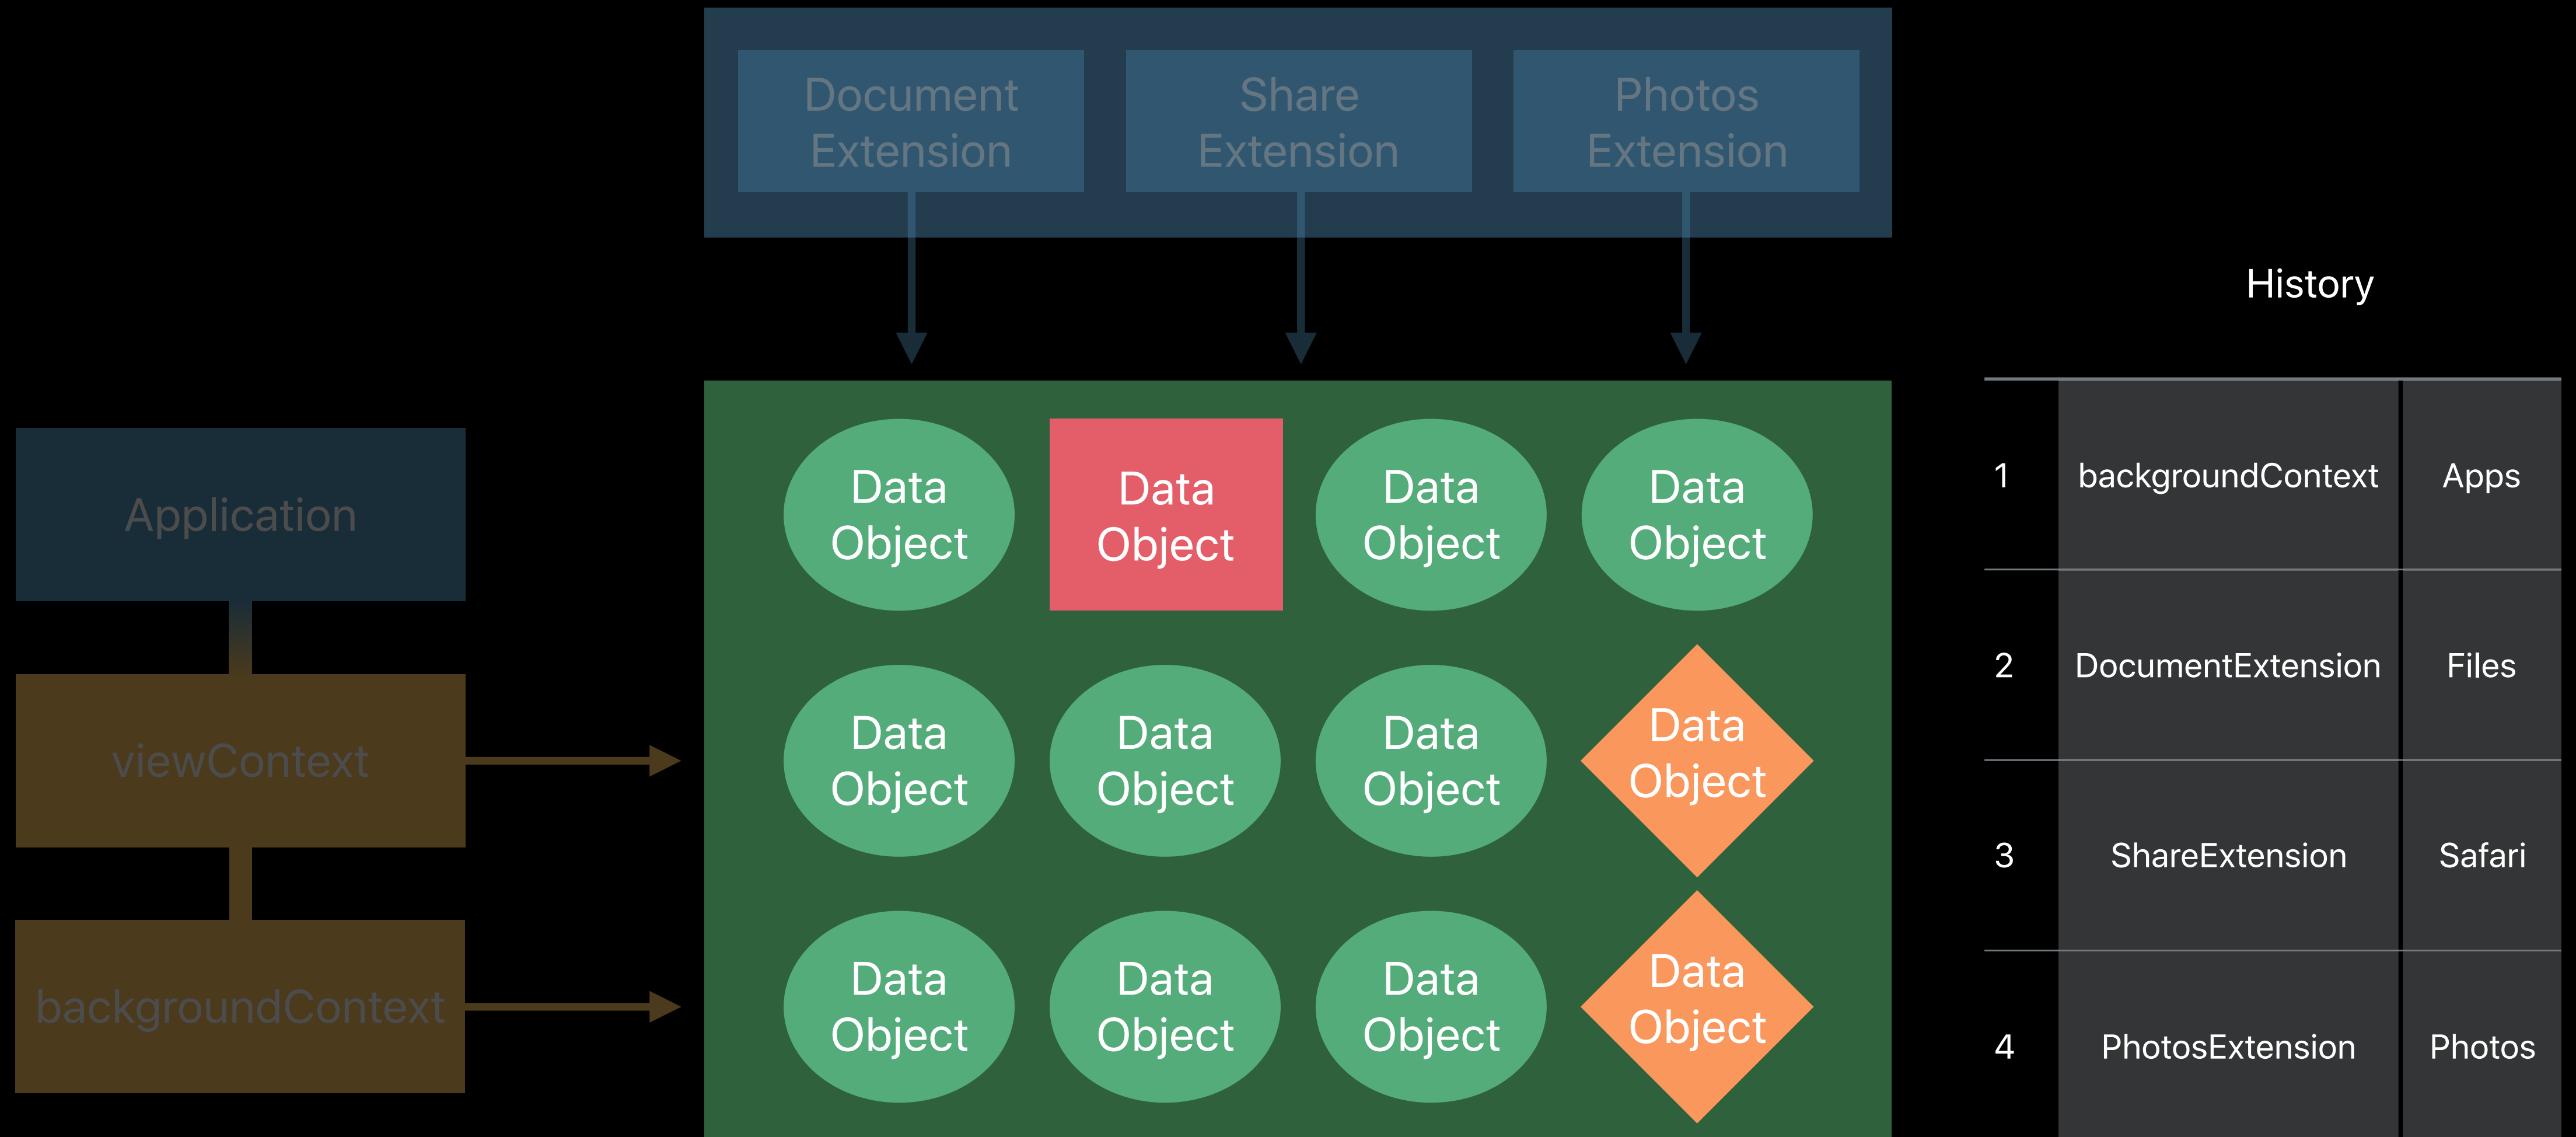 Document
Extension
Share
Extension
Photos
Extension
History
Application
viewContext
backgroundContext
Data
Object
Data
Object
Data
Object
Data
Object
Data
Object
Data
Object
Data
Object
Data
Object
Data
Object
Data
Object
Data
Object
Data
Object
1 backgroundContext Apps
2 DocumentExtension Files
3 ShareExtension Safari
4 PhotosExtension Photos